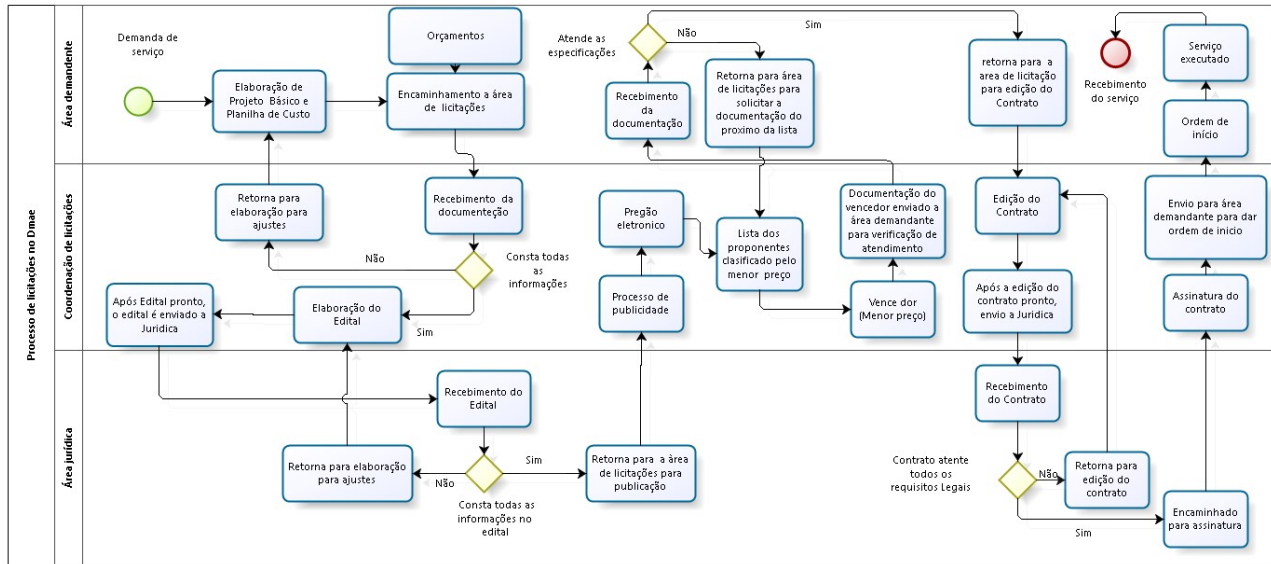 Processo de licitações no Dmae
Área demandente
Demanda de
serviço
Elaboração de
Projeto Básico e
Planilha de Custo
Orçamentos
Encaminhamento a área
de licitações
Atende as
especificações
Não
Sim
Recebimento
da
documentação
Retorna para área
de licitações para
solicitar a
documentação do
proximo da lista
retorna para a
area de licitação
para edição do
Contrato
Recebimento
do serviço
Serviço
executado
Ordem de
início
Coordenação de licitações
Retorna para
elaboração para
ajustes
Recebimento da
documenteção
Não
Consta todas
as
informações
Sim
Após Edital pronto,
o edital é enviado a
Juridica
Elaboração do
Edital
Pregão
eletronico
Processo de
publicidade
Lista dos
proponentes
clasificado pelo
menor preço
Documentação do
vencedor enviado a
área demandante
para verificação de
atendimento
Vence dor
(Menor preço)
Edição do
Contrato
Após a edição do
contrato pronto,
envio a Juridica
Envio para área
demandante para dar
ordem de inicio
Assinatura do
contrato
Área jurídica
Recebimento do
Edital
Retorna para elaboração
para ajustes
Não
Sim
Consta todas as
informações no
edital
Retorna para a àrea
de licitações para
publicação
Recebimento
do Contrato
Contrato atente
todos os
requisitos Legais
Não
Retorna para
edição do
contrato
Sim
Encaminhado
para assinatura